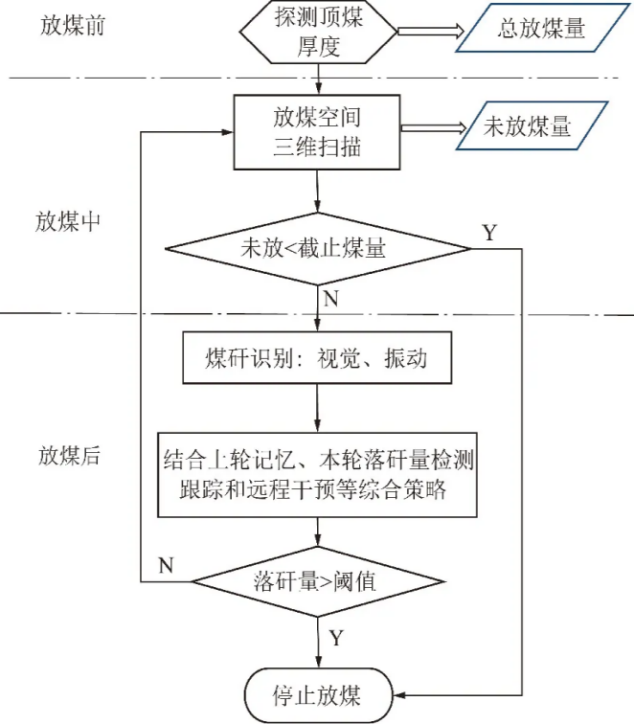 放煤前
探测顶煤
厚度
总放煤量
放煤空间
三维扫描
未放煤量
放煤中
未放<截止煤量
Y
N
煤矸识别：视觉、振动
放煤后
结合上轮记忆、本轮落矸量检测
跟踪和远程干预等综合策略
N
落矸量>阈值
Y
停止放煤